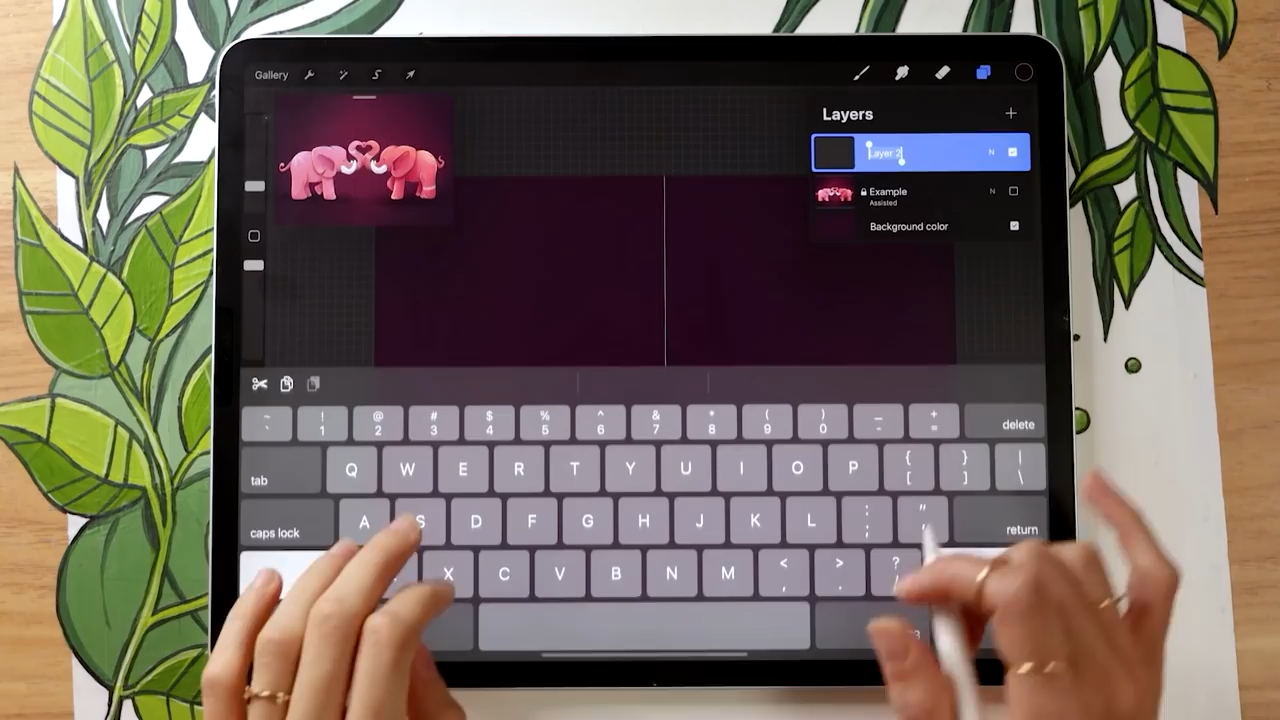 Gallery
Layers
Layer 2 N
Example N
Assisted
Background color
~ ! @ # $ % ^ & * ( ) _ +
` 1 2 3 4 5 6 7 8 9 0 - = delete
tab Q W E R T Y U I O P { [ } ] | \
caps lock A S D F G H J K L : ; " return
X C V B N M < , > . ?